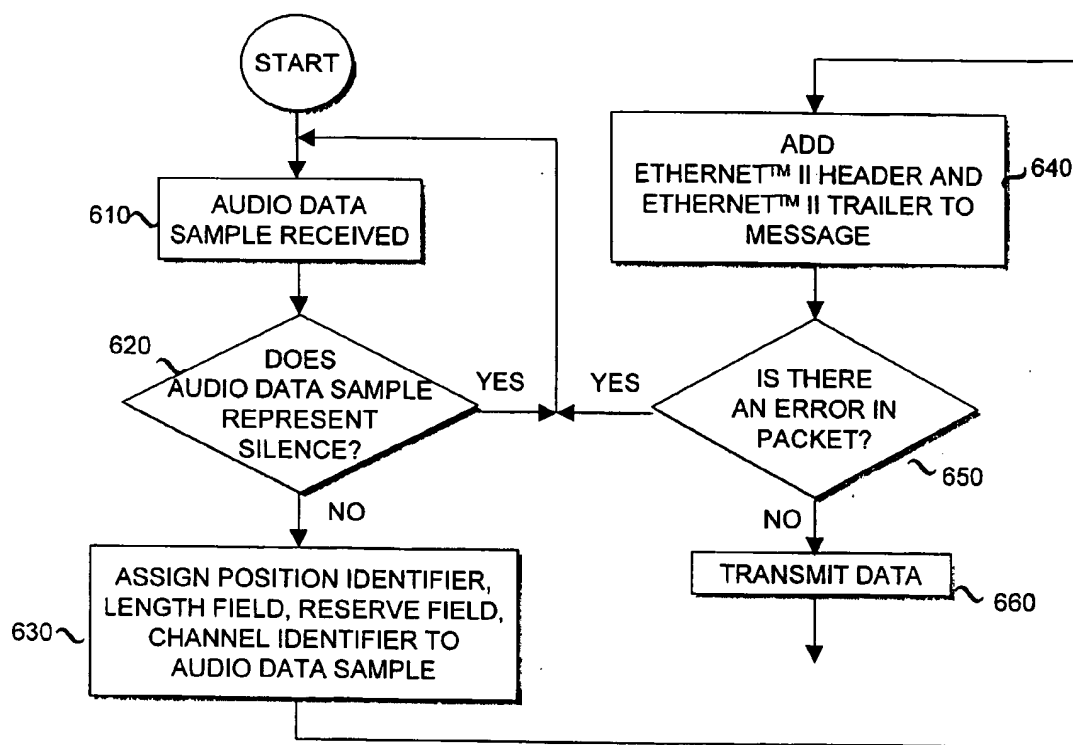 START
610
AUDIO DATA
SAMPLE RECEIVED
620
DOES
AUDIO DATA SAMPLE
REPRESENT
SILENCE?
YES
NO
630
ASSIGN POSITION IDENTIFIER,
LENGTH FIELD, RESERVE FIELD,
CHANNEL IDENTIFIER TO
AUDIO DATA SAMPLE
ADD
ETHERNET™ II HEADER AND
ETHERNET™ II TRAILER TO
MESSAGE
640
YES
IS THERE
AN ERROR IN
PACKET?
650
NO
TRANSMIT DATA
660